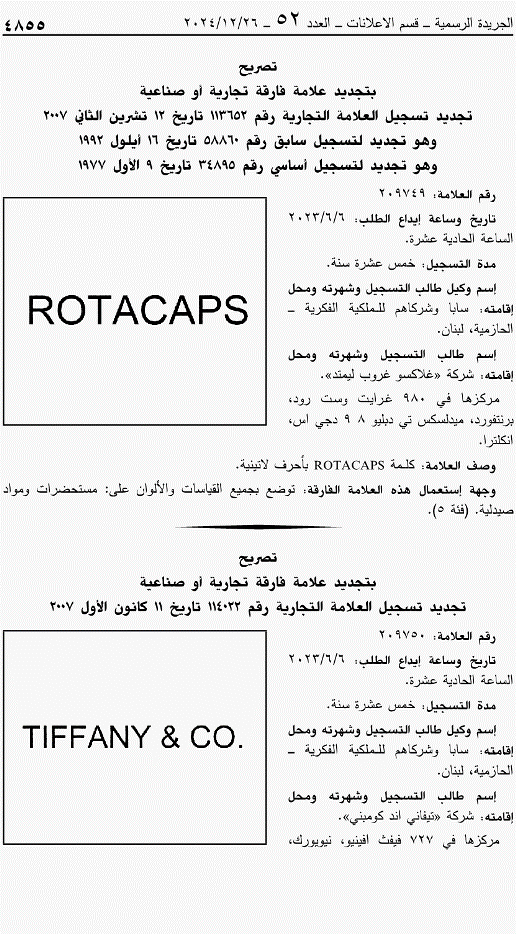 الجريدة الرسمية ــ قسم الاعلانات ــ العدد ٥٢ ــ ٢٠٢٤/١٢/٢٦
٤٨٥٥
تصريح
بتجديد علامة فارقة تجارية أو صناعية
تجديد تسجيل العلامة التجارية رقم ١١٣٦٥٢ تاريخ ١٢ تشرين الثاني ٢٠٠٧
وهو تجديد لتسجيل سابق رقم ٥٨٨٦٠ تاريخ ١٦ أيلول ١٩٩٢
وهو تجديد لتسجيل أساسي رقم ٣٤٨٩٥ تاريخ ٩ الأول ١٩٧٧
رقم العلامة: ٢٠٩٧٤٩
تاريخ وساعة إيداع الطلب: ٢٠٢٣/٦/٦
الساعة الحادية عشرة.
مدة التسجيل: خمس عشرة سنة.
إسم وكيل طالب التسجيل وشهرته ومحل
إقامته: سابا وشركاهم للملكية الفكرية ــ
الحازمية، لبنان.
إسم طالب التسجيل وشهرته ومحل
إقامته: شركة «غلاكسو غروب ليمتد».
مركزها في ٩٨٠ غرايت وست رود،
برنتفورد، ميدلسكس تي دبليو ٨ ٩ دجي اس،
انكلترا.
ROTACAPS
وصف العلامة: كلمة ROTACAPS بأحرف لاتينية.
وجهة إستعمال هذه العلامة الفارقة: توضع بجميع القياسات والألوان على: مستحضرات ومواد
صيدلية. (فئة ٥).
تصريح
بتجديد علامة فارقة تجارية أو صناعية
تجديد تسجيل العلامة التجارية رقم ١١٤٠٢٢ تاريخ ١١ كانون الأول ٢٠٠٧
رقم العلامة: ٢٠٩٧٥٠
تاريخ وساعة إيداع الطلب: ٢٠٢٣/٦/٦
الساعة الحادية عشرة.
مدة التسجيل: خمس عشرة سنة.
إسم وكيل طالب التسجيل وشهرته ومحل
إقامته: سابا وشركاهم للملكية الفكرية ــ
الحازمية، لبنان.
إسم طالب التسجيل وشهرته ومحل
إقامته: شركة «تيفاني اند كومبني».
مركزها في ٧٢٧ فيفث افينيو، نيويورك،
TIFFANY & CO.